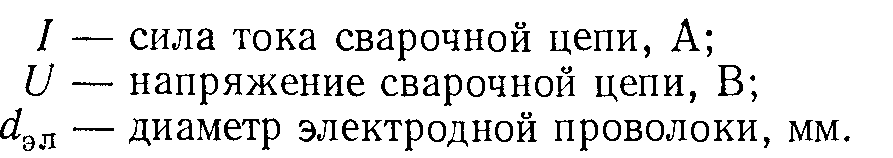 I — сила тока сварочной цепи, А;
U — напряжение сварочной цепи, В;
dэл — диаметр электродной проволоки, мм.